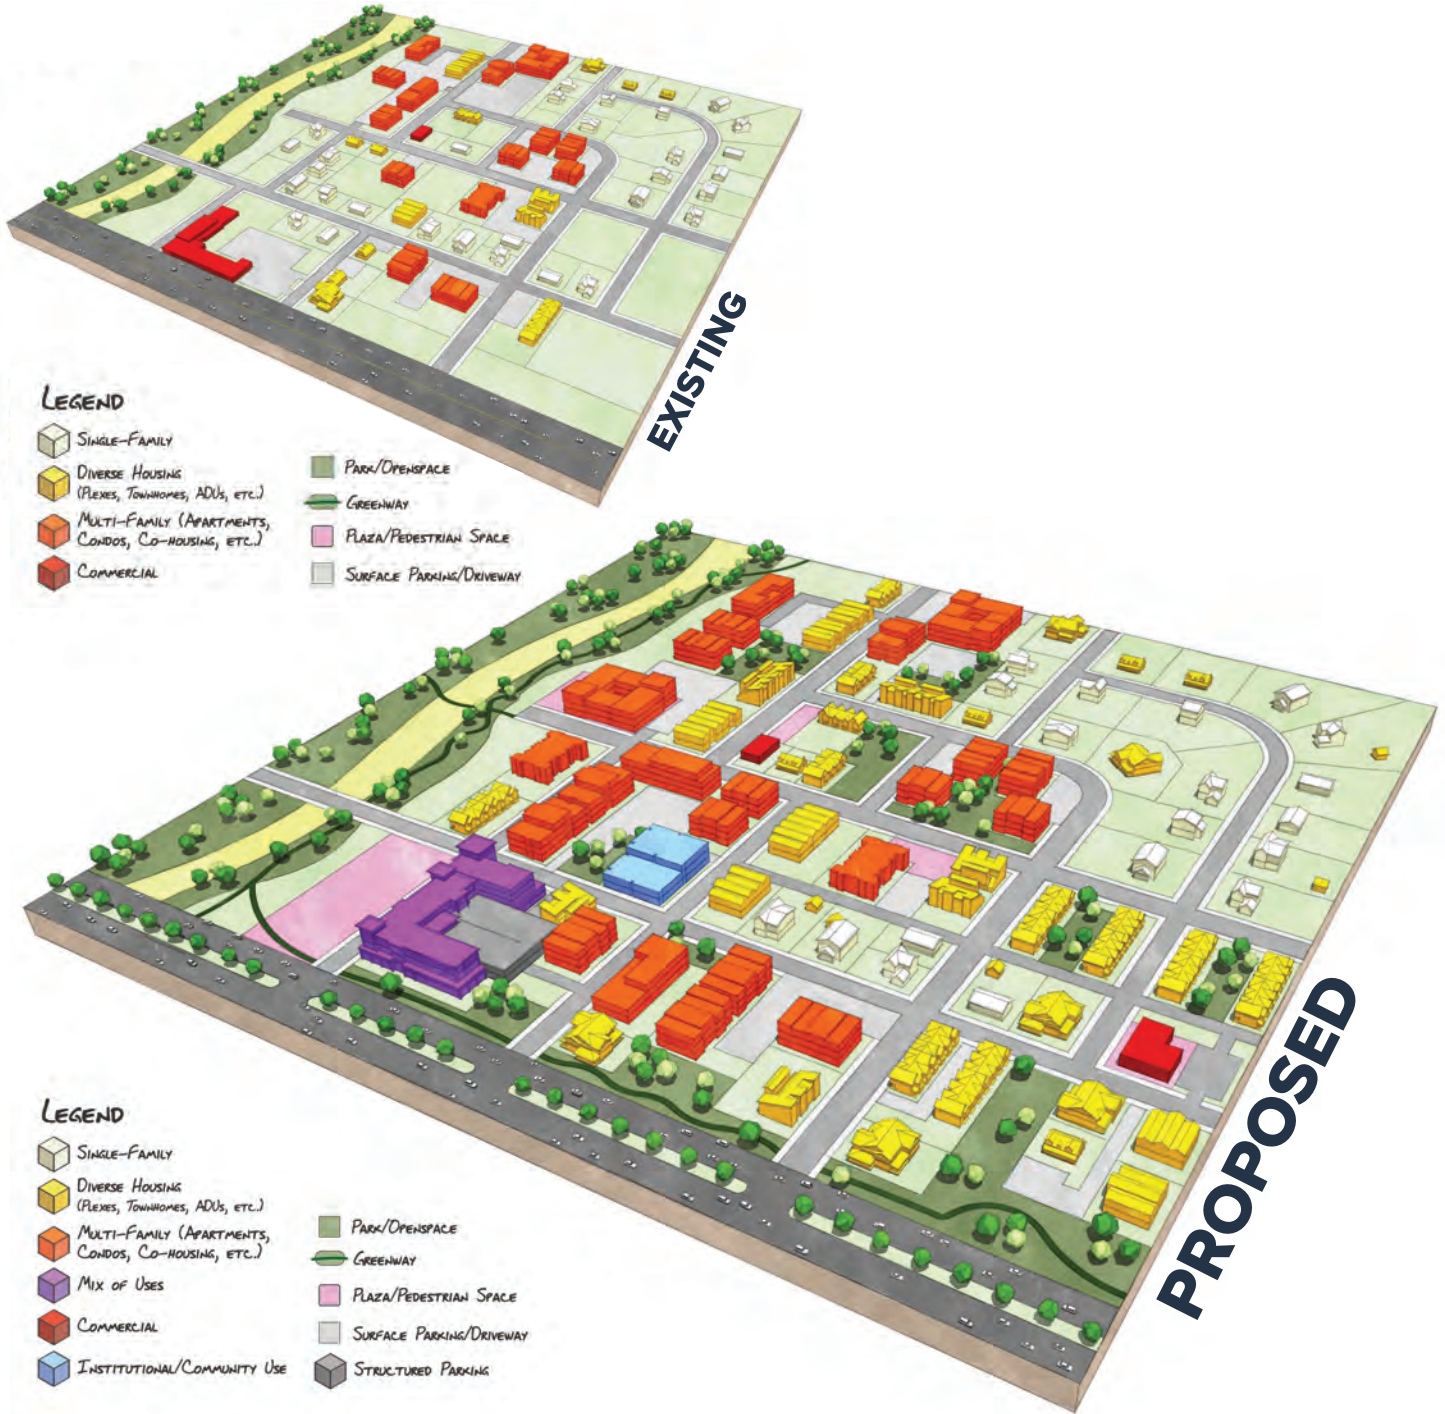 EXISTING
LEGEND
SINGLE-FAMILY
DIVERSE HOUSING
(PLEXES, TOWNHOMES, ADUs, ETC.)
MULTI-FAMILY (APARTMENTS,
CONDOS, CO-HOUSING, ETC.)
COMMERCIAL
PARK/OPENSPACE
GREENWAY
PLAZA/PEDESTRIAN SPACE
SURFACE PARKING/DRIVEWAY
PROPOSED
LEGEND
SINGLE-FAMILY
DIVERSE HOUSING
(PLEXES, TOWNHOMES, ADUs, ETC.)
MULTI-FAMILY (APARTMENTS,
CONDOS, CO-HOUSING, ETC.)
MIX OF USES
COMMERCIAL
INSTITUTIONAL/COMMUNITY USE
PARK/OPENSPACE
GREENWAY
PLAZA/PEDESTRIAN SPACE
SURFACE PARKING/DRIVEWAY
STRUCTURED PARKING